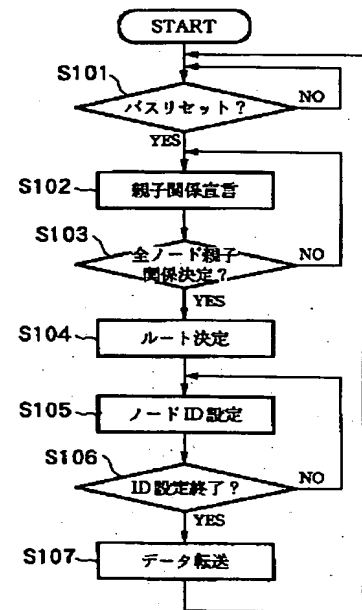 START
S101
バスリセット？
NO
YES
S102
親子関係宣言
S103
全ノード親子
関係決定？
NO
YES
S104
ルート決定
S105
ノードID設定
S106
ID設定終了？
NO
YES
S107
データ転送